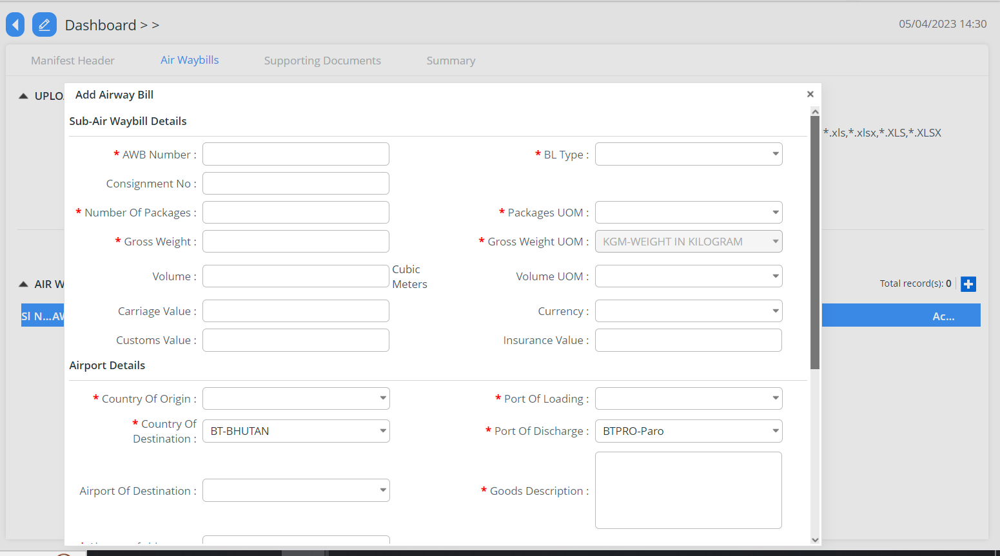 Dashboard > >
05/04/2023 14:30
Manifest Header
Air Waybills
Supporting Documents
Summary
UPLO
Add Airway Bill
Sub-Air Waybill Details
*.xls,*.xlsx,*.XLS,*.XLSX
* AWB Number :
* BL Type :
Consignment No :
* Number Of Packages :
* Packages UOM :
* Gross Weight :
* Gross Weight UOM :
KGM-WEIGHT IN KILOGRAM
Volume :
Cubic
Meters
Volume UOM :
AIR W
Total record(s): 0
Carriage Value :
Currency :
Sl N...AW
Ac...
Customs Value :
Insurance Value :
Airport Details
* Country Of Origin :
* Port Of Loading :
* Country Of
Destination :
BT-BHUTAN
* Port Of Discharge :
BTPRO-Paro
Airport Of Destination :
* Goods Description :